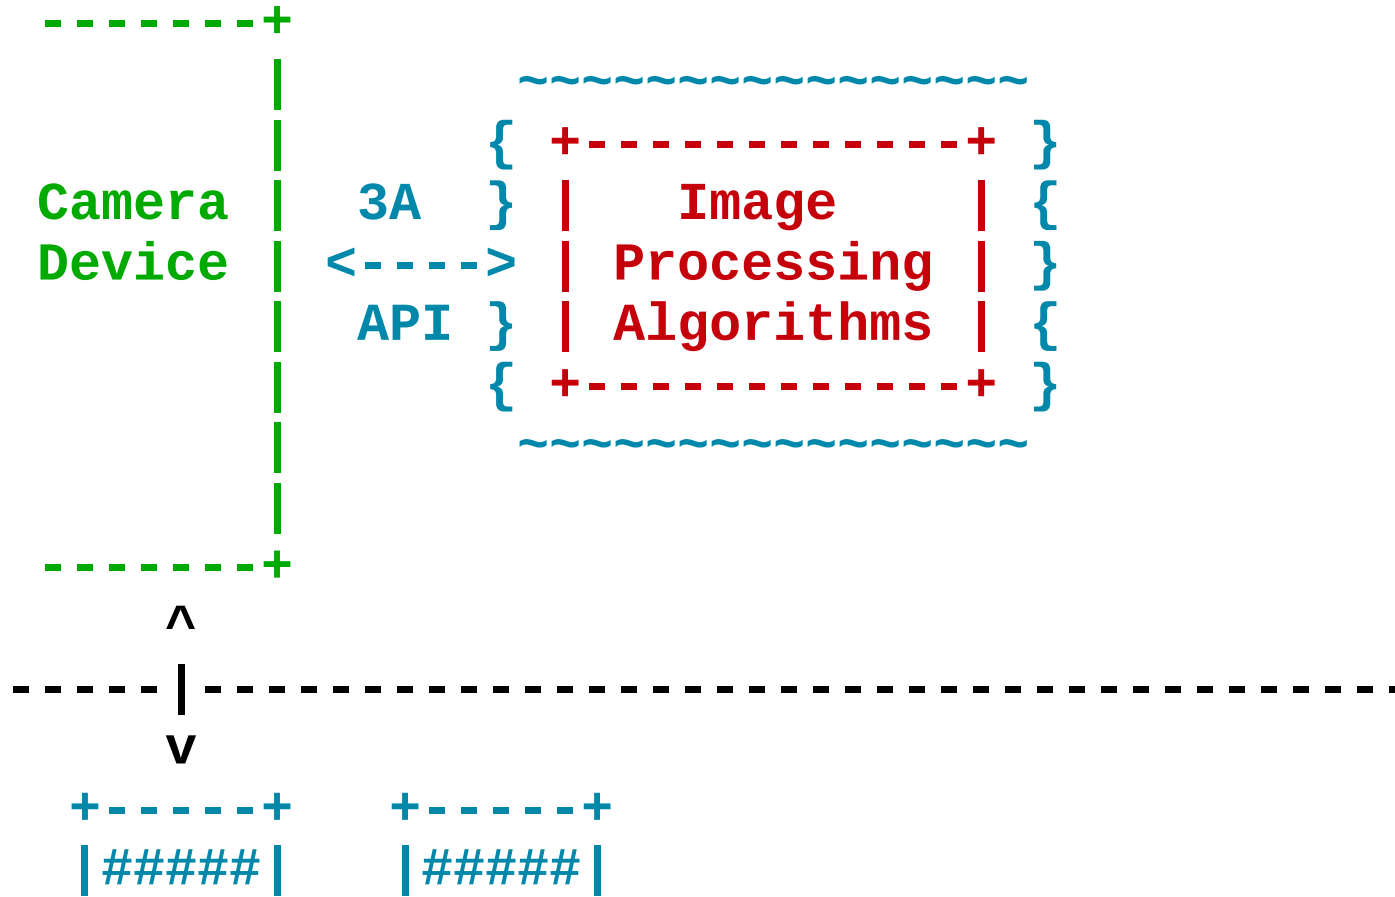 -------+
       |               ~~~~~~~~~~~~~~~~
       |      { +------------+ }
Camera |  3A  } |   Image    | {
Device | <----> | Processing | }
       |  API } | Algorithms | {
       |      { +------------+ }
       |       ~~~~~~~~~~~~~~~~
       |
-------+
    ^
-----|--------------------------------------
    v
 +-----+   +-----+
 |#####|   |#####|